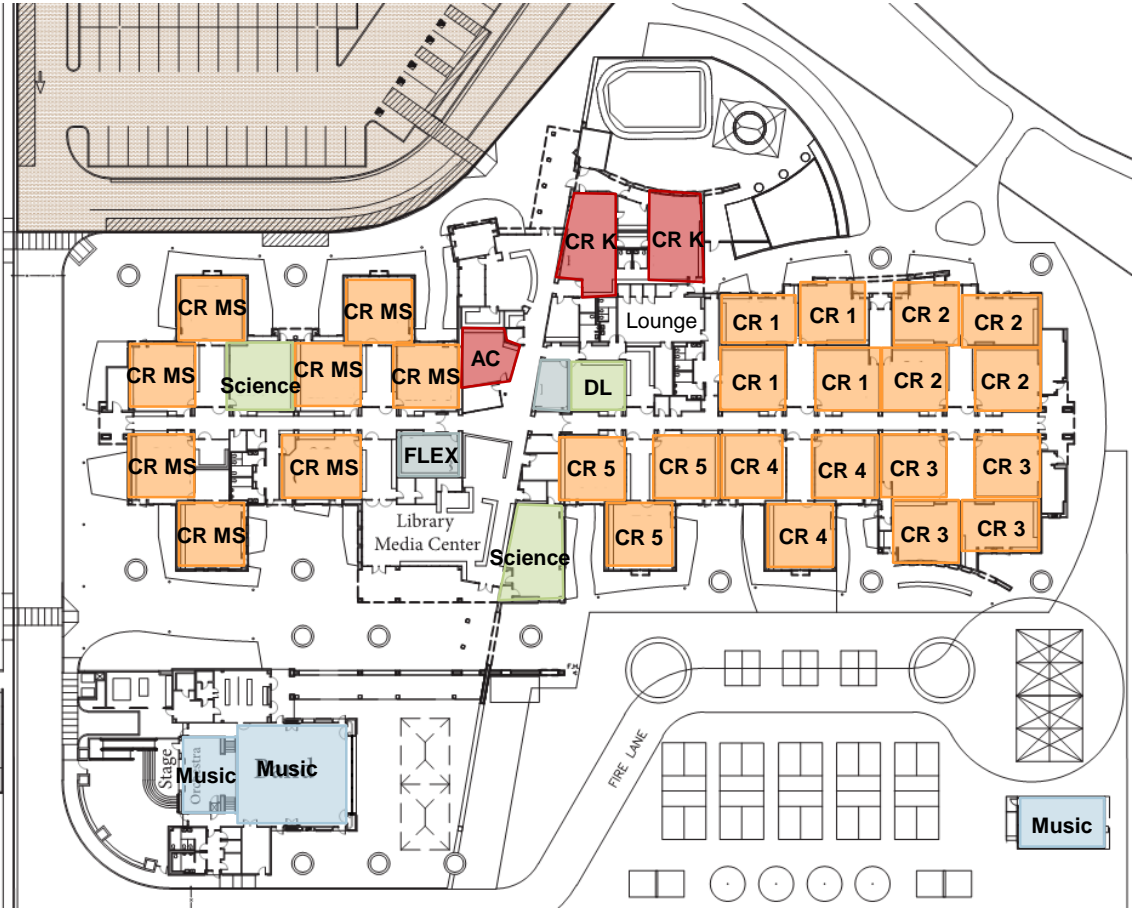 CR K
CR K
CR MS
CR MS
Lounge
CR 1
CR 1
CR 2
CR 2
CR MS
Science
CR MS
CR MS
AC
DL
CR 1
CR 1
CR 2
CR 2
CR MS
CR MS
FLEX
CR 5
CR 5
CR 4
CR 4
CR 3
CR 3
CR MS
Library
Media Center
Science
CR 5
CR 4
CR 3
CR 3
FIRE LANE
Stage
Orchestra
Music
Music
Music